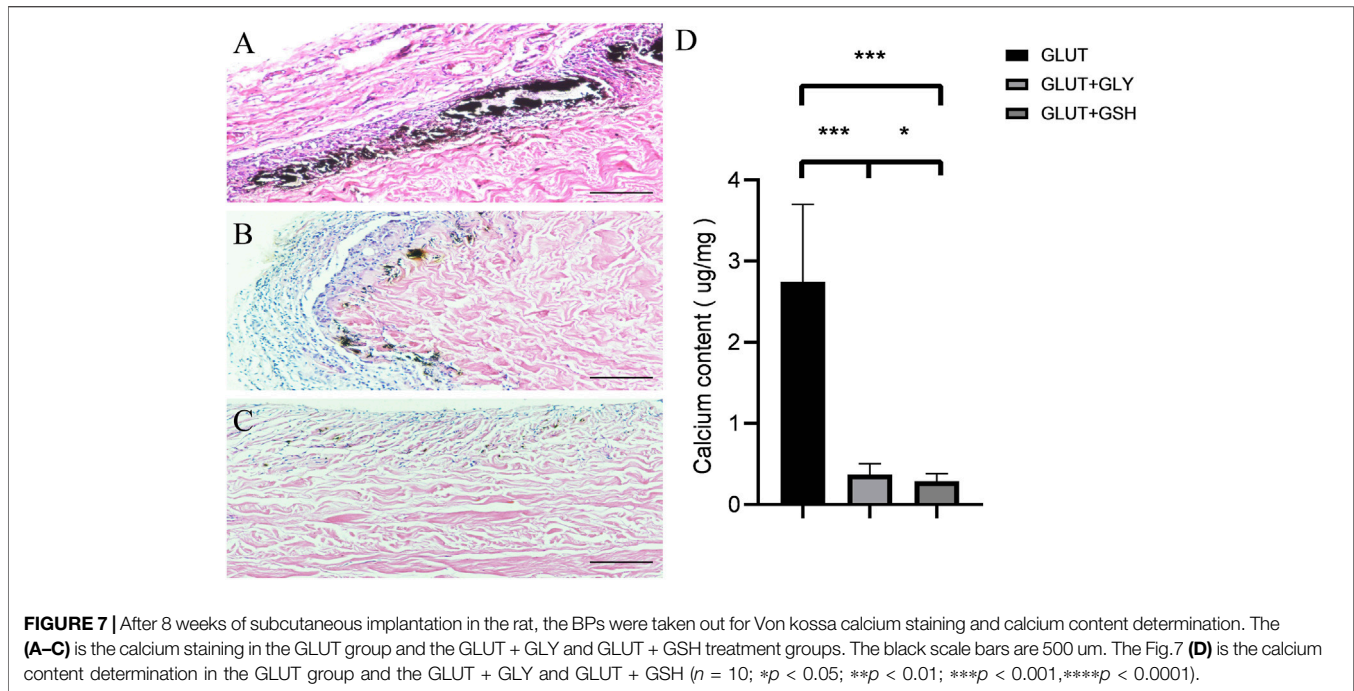 A
B
C
D
GLUT
GLUT+GLY
GLUT+GSH
***
***
*
Calcium content ( ug/mg)
4
3
2
1
0
FIGURE 7 | After 8 weeks of subcutaneous implantation in the rat, the BPs were taken out for Von kossa calcium staining and calcium content determination. The
(A–C) is the calcium staining in the GLUT group and the GLUT + GLY and GLUT + GSH treatment groups. The black scale bars are 500 um. The Fig.7 (D) is the calcium
content determination in the GLUT group and the GLUT + GLY and GLUT + GSH (n = 10; *p < 0.05; **p < 0.01; ***p < 0.001,****p < 0.0001).